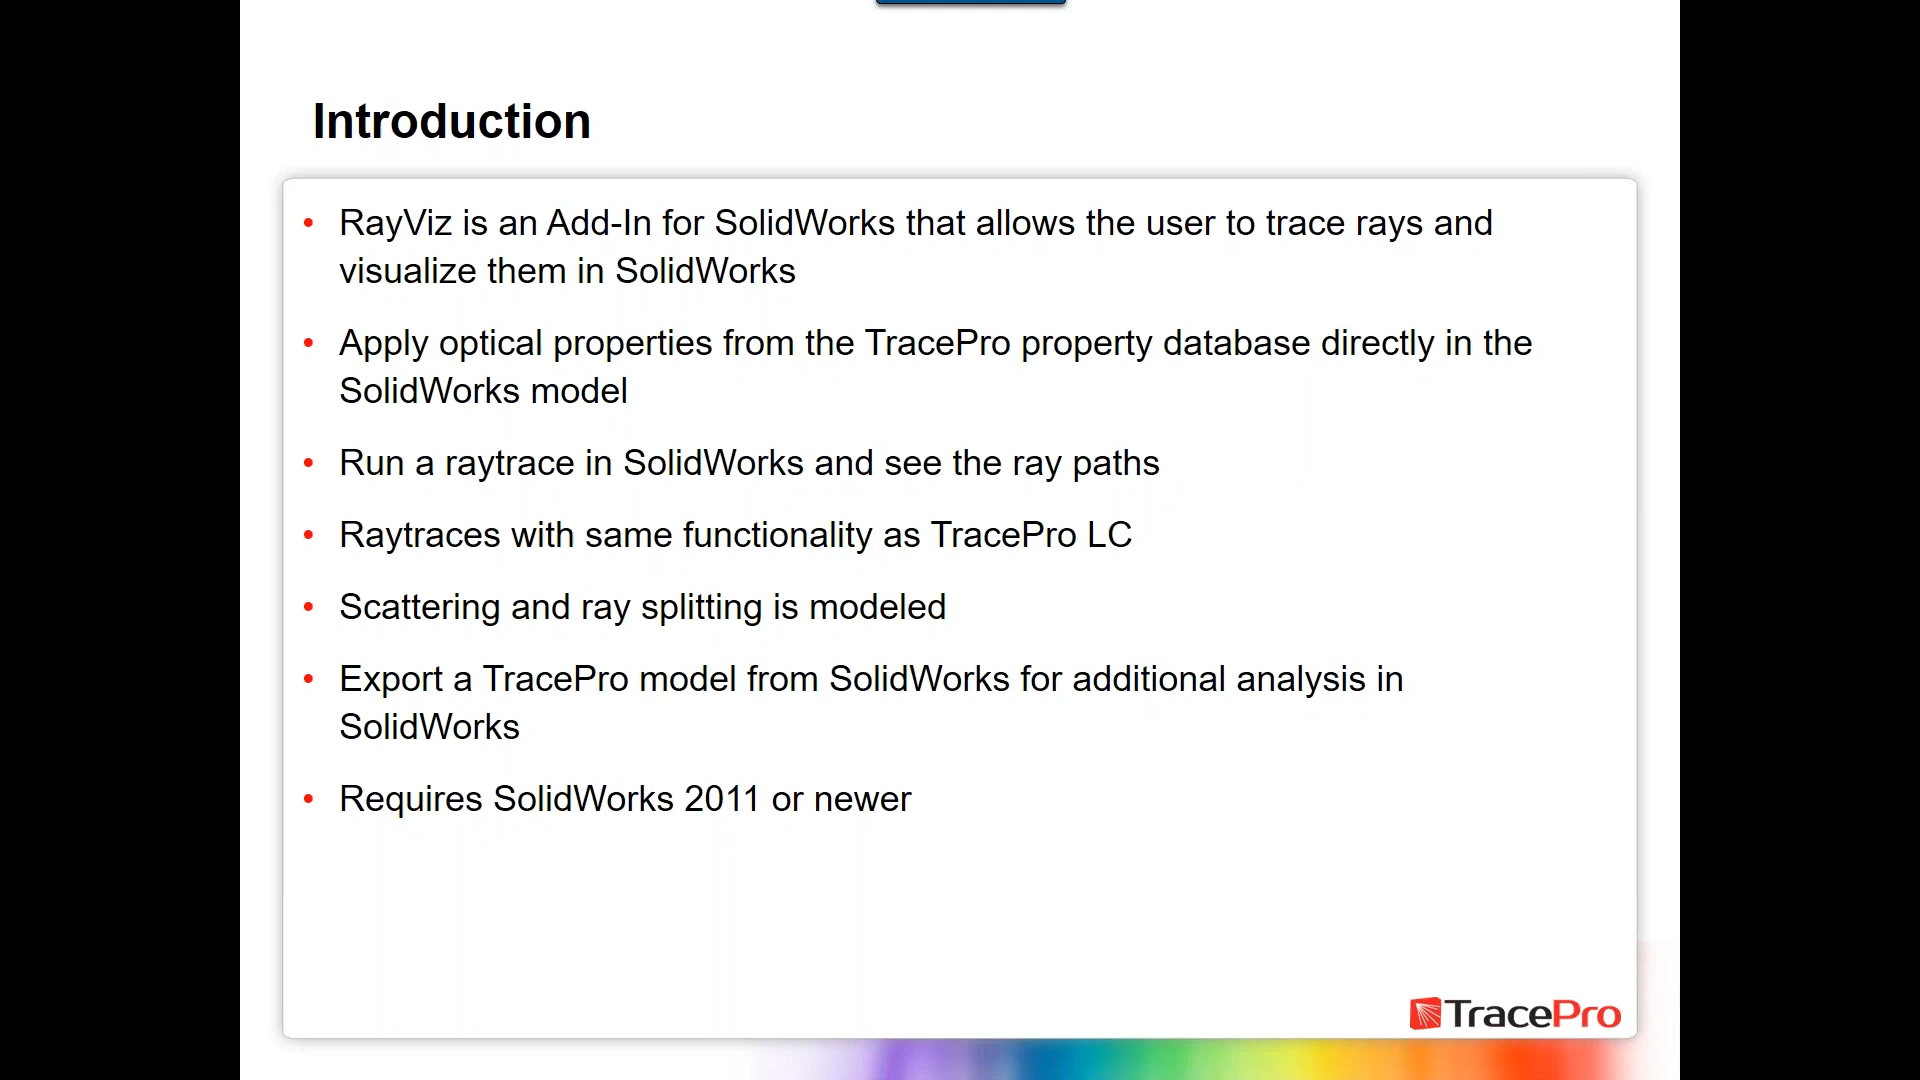 Introduction
• RayViz is an Add-In for SolidWorks that allows the user to trace rays and
visualize them in SolidWorks
• Apply optical properties from the TracePro property database directly in the
SolidWorks model
• Run a raytrace in SolidWorks and see the ray paths
• Raytraces with same functionality as TracePro LC
• Scattering and ray splitting is modeled
• Export a TracePro model from SolidWorks for additional analysis in
SolidWorks
• Requires SolidWorks 2011 or newer
TracePro